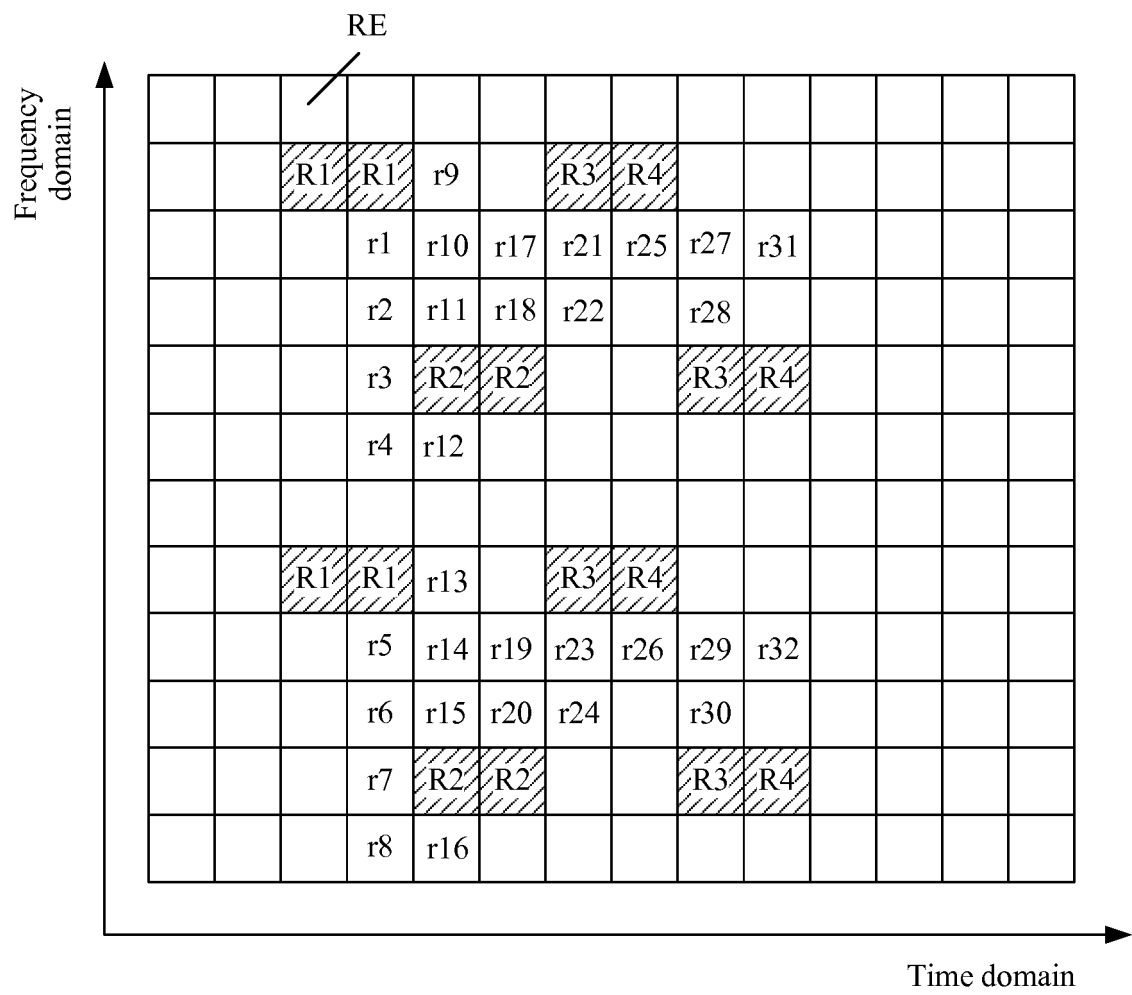 RE
Frequency
domain
R1 R1 r9 R3 R4
r1 r10 r17 r21 r25 r27 r31
r2 r11 r18 r22 r28
r3 R2 R2 R3 R4
r4 r12
R1 R1 r13 R3 R4
r5 r14 r19 r23 r26 r29 r32
r6 r15 r20 r24 r30
r7 R2 R2 R3 R4
r8 r16
Time domain